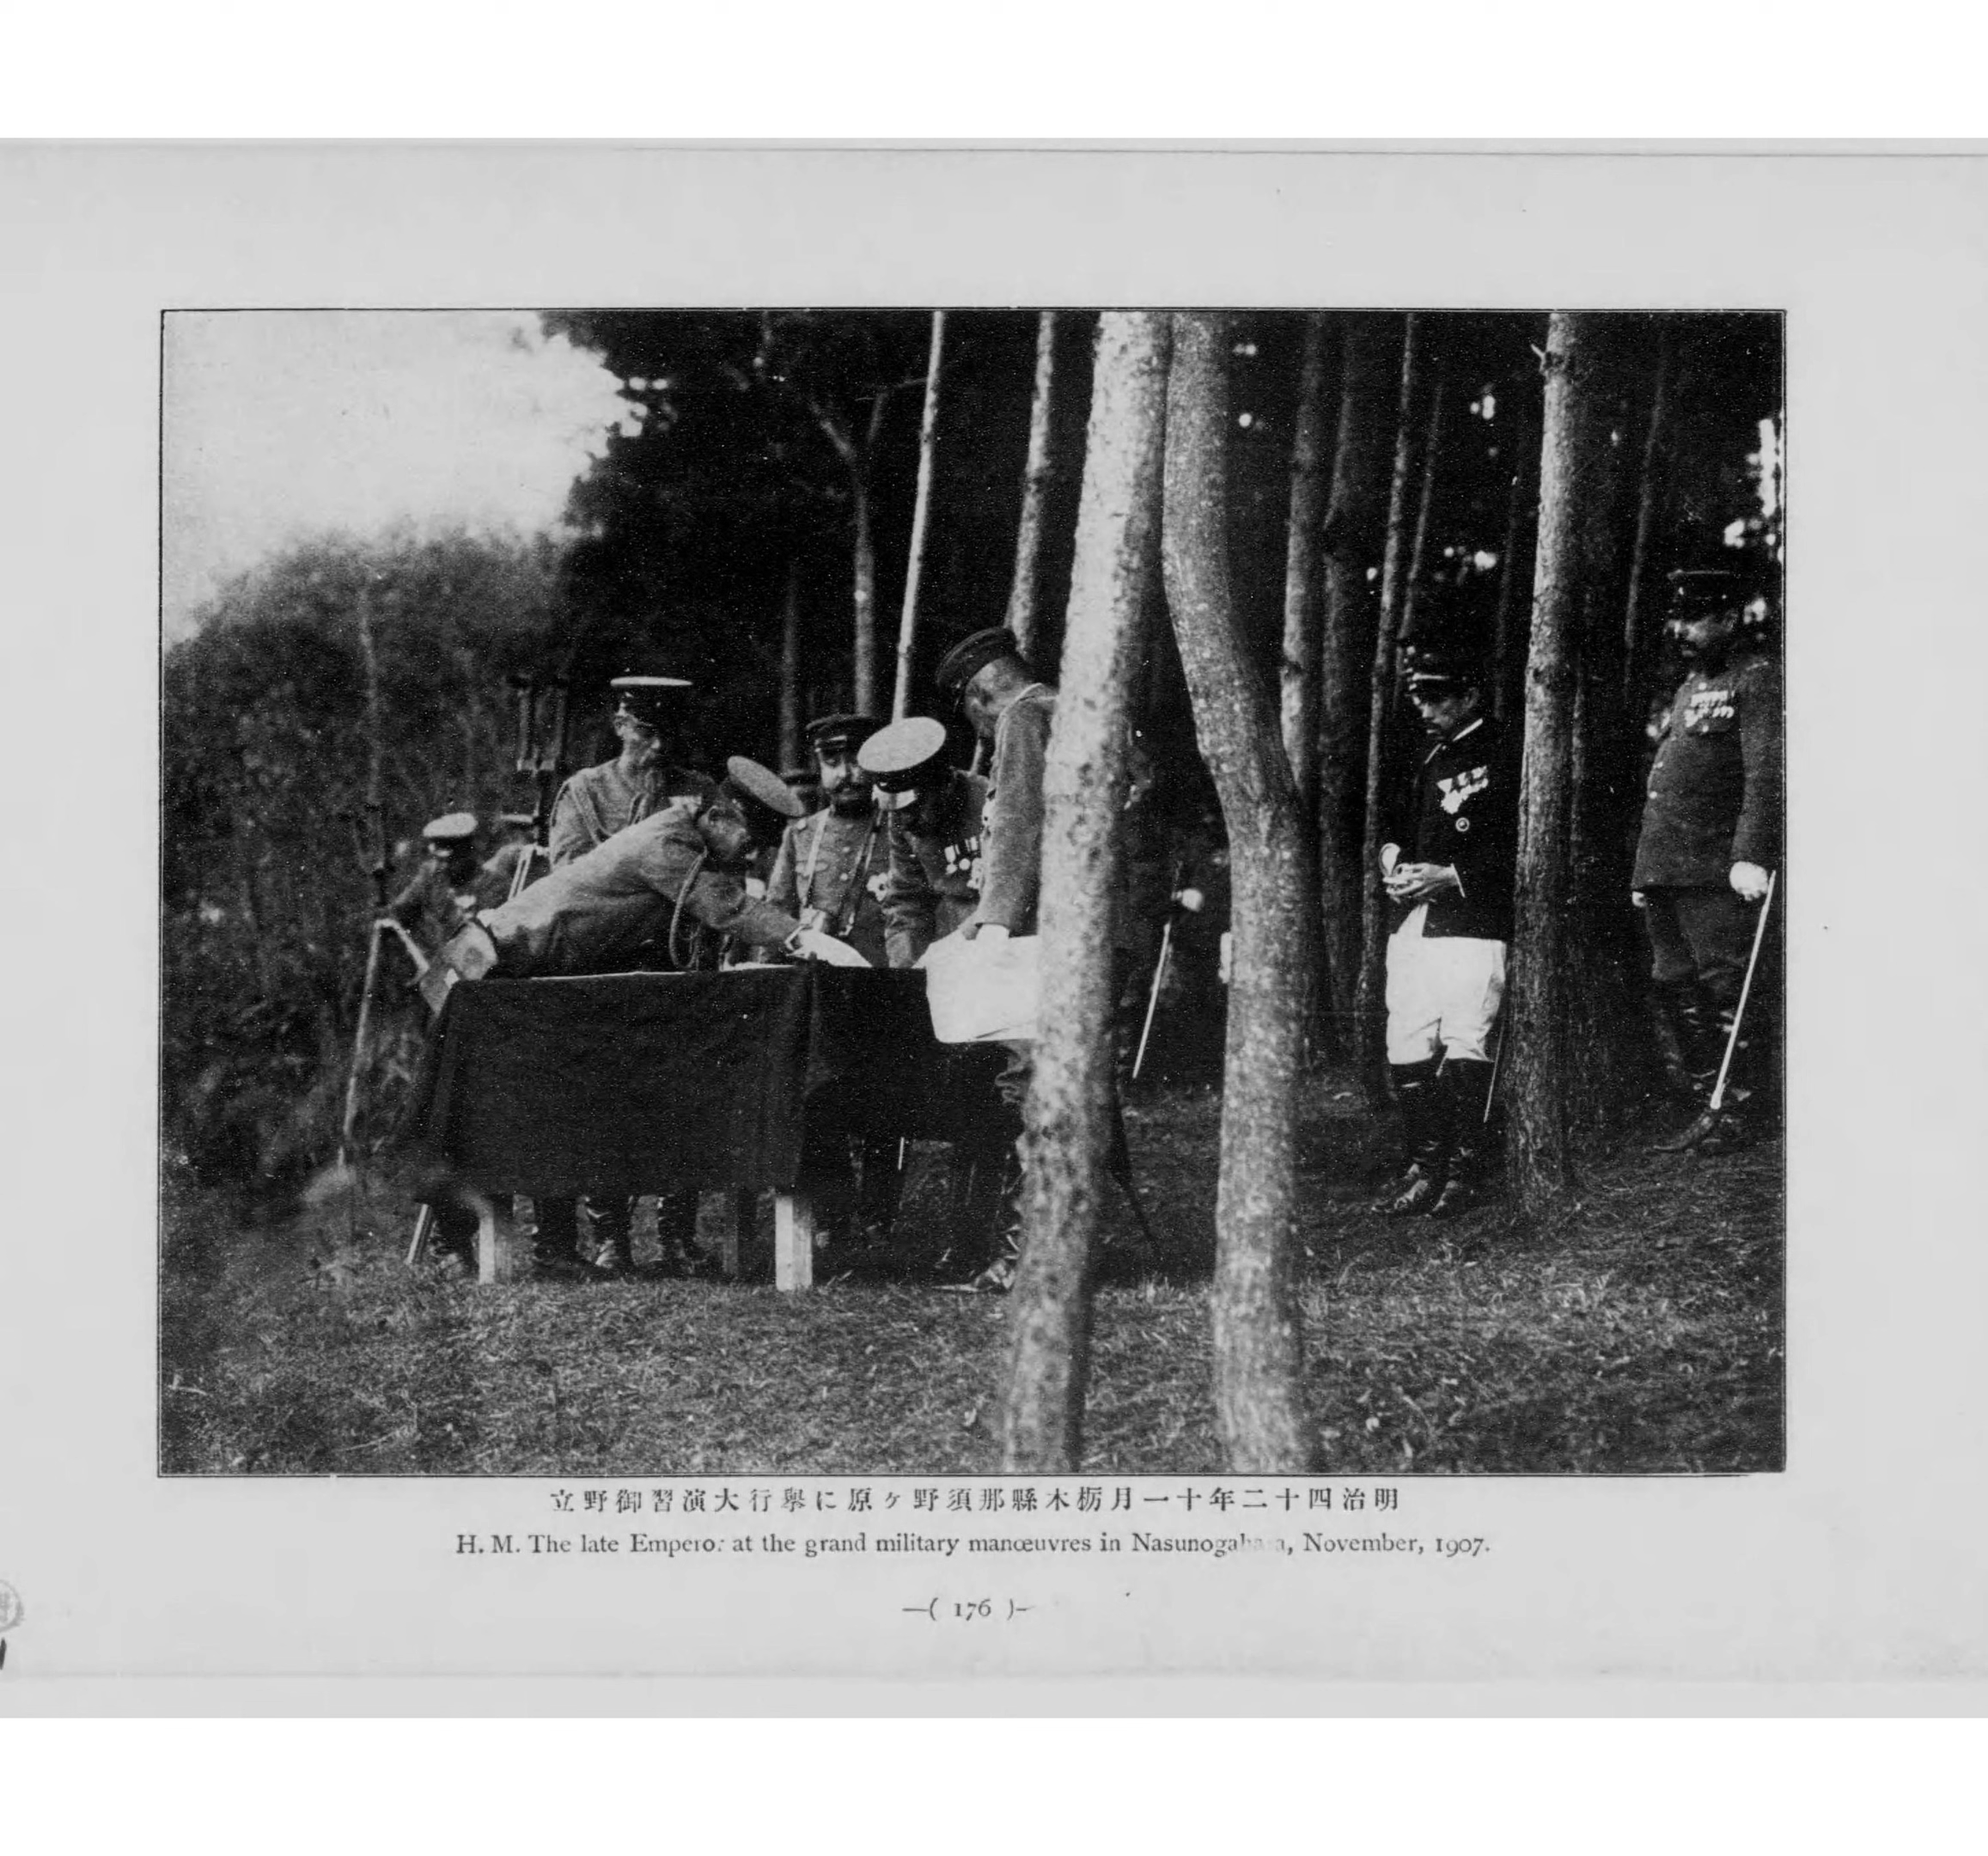 明治四十二年十一月栃木縣那須野ヶ原に擧行大演習御野立
H. M. The late Emperor at the grand military manœuvres in Nasunogahara, November, 1907.
—( 176 )—